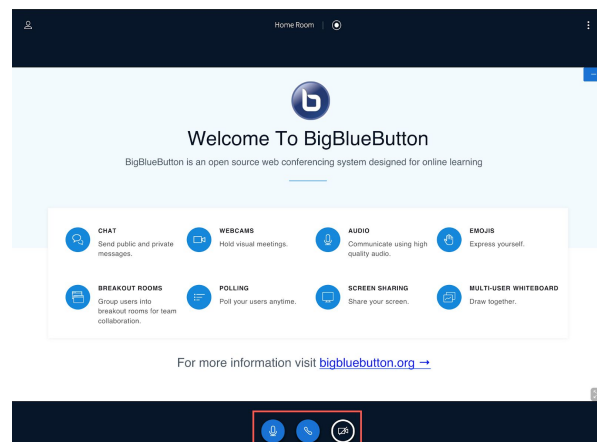 Home Room
Welcome To BigBlueButton
BigBlueButton is an open source web conferencing system designed for online learning
CHAT
Send public and private
messages.
WEBCAMS
Hold visual meetings.
AUDIO
Communicate using high
quality audio.
EMOJIS
Express yourself.
BREAKOUT ROOMS
Group users into
breakout rooms for team
collaboration.
POLLING
Poll your users anytime.
SCREEN SHARING
Share your screen.
MULTI-USER WHITEBOARD
Draw together.
For more information visit bigbluebutton.org →